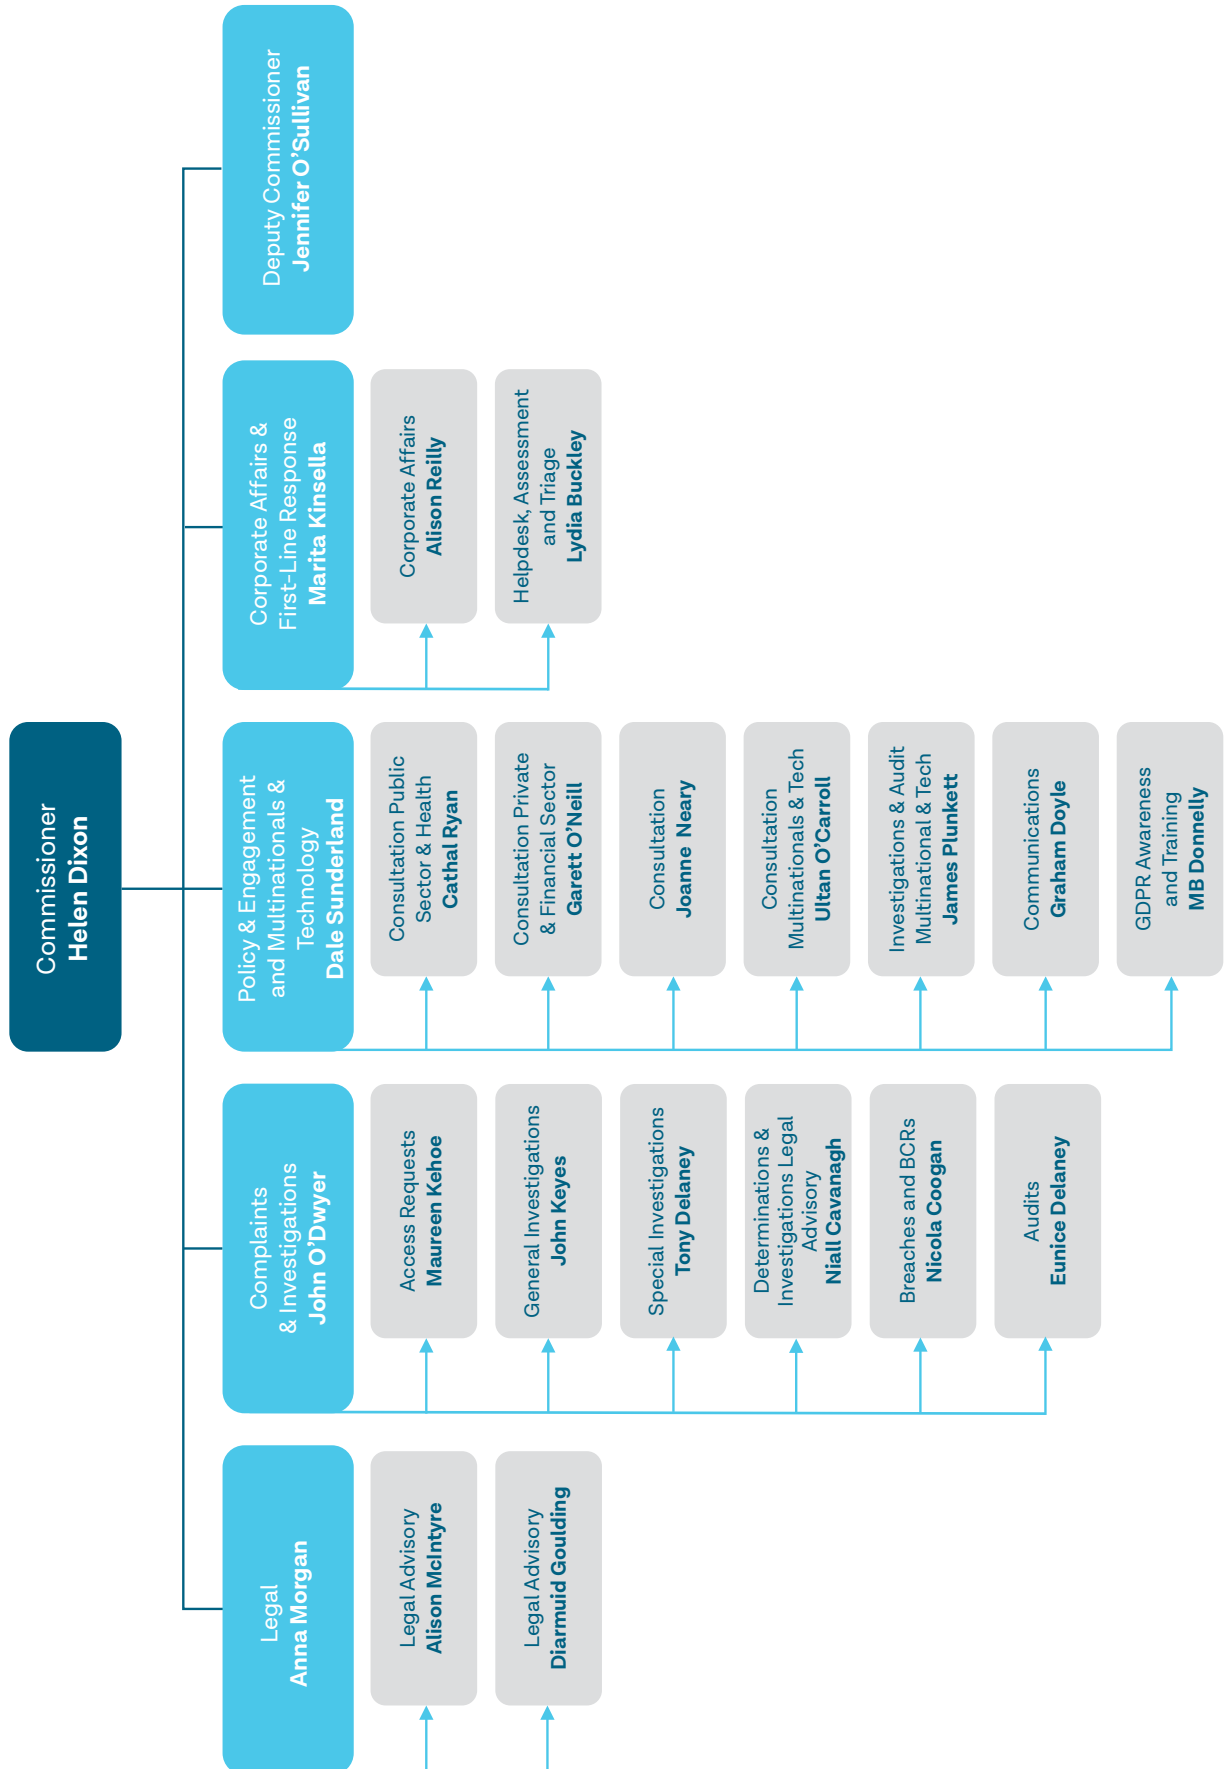 Commissioner
Helen Dixon
Legal
Anna Morgan
Legal Advisory
Alison McIntyre
Legal Advisory
Diarmuid Goulding
Complaints
& Investigations
John O’Dwyer
Access Requests
Maureen Kehoe
General Investigations
John Keyes
Special Investigations
Tony Delaney
Determinations &
Investigations Legal
Advisory
Niall Cavanagh
Breaches and BCRs
Nicola Coogan
Audits
Eunice Delaney
Policy & Engagement
and Multinationals &
Technology
Dale Sunderland
Consultation Public
Sector & Health
Cathal Ryan
Consultation Private
& Financial Sector
Garett O’Neill
Consultation
Joanne Neary
Consultation
Multinationals & Tech
Ultan O’Carroll
Investigations & Audit
Multinational & Tech
James Plunkett
Communications
Graham Doyle
GDPR Awareness
and Training
MB Donnelly
Corporate Affairs &
First-Line Response
Marita Kinsella
Corporate Affairs
Alison Reilly
Helpdesk, Assessment
and Triage
Lydia Buckley
Deputy Commissioner
Jennifer O’Sullivan